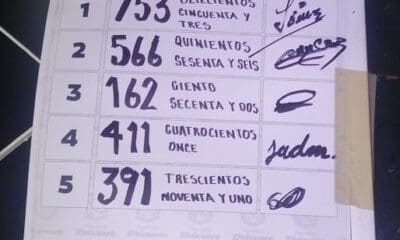 1 753
CINCUENTA Y
TRES
2 566 QUINIENTOS
SESENTA Y SEIS
3 162 CIENTO
SECENTA Y DOS
4 411 CUATROCIENTOS
ONCE
5 391 TRESCIENTOS
NOVENTA Y UNO